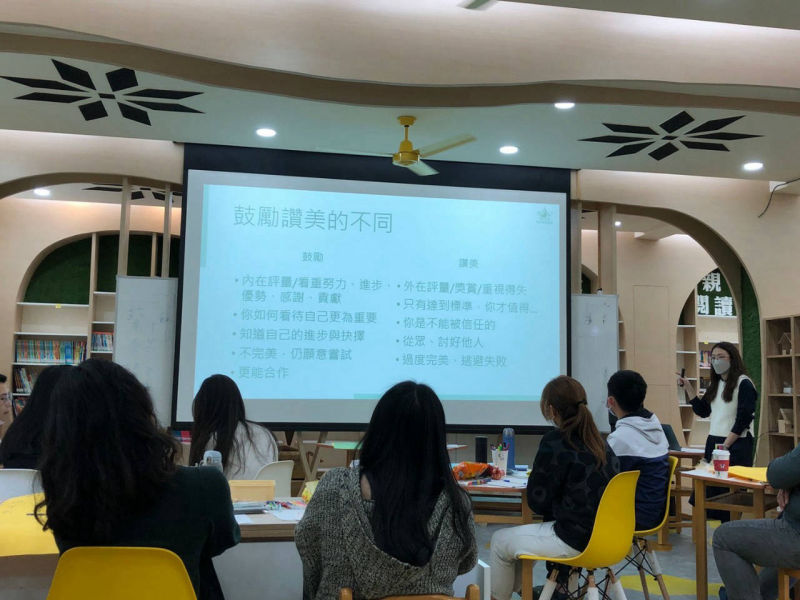 鼓勵讚美的不同
鼓勵
• 內在評量/看重努力、進步、
優勢、感謝、貢獻
• 你如何看待自己更為重要
• 知道自己的進步與抉擇
• 不完美，仍願意嘗試
• 更能合作
讚美
• 外在評量/獎賞/重視得失
• 只有達到標準，你才值得...
• 你是不能被信任的
• 從眾、討好他人
• 過度完美，逃避失敗
親
閱讀